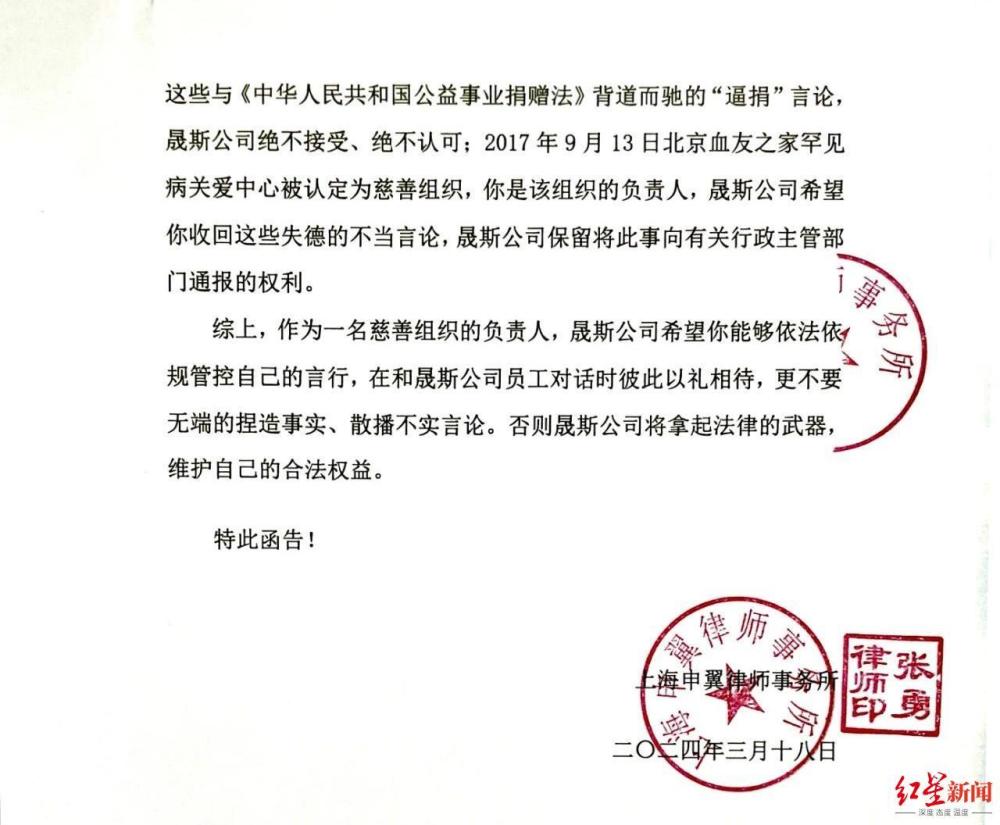 这些与《中华人民共和国公益事业捐赠法》背道而驰的“逼捐”言论，
晟斯公司绝不接受、绝不认可；2017 年 9 月 13 日北京血友之家罕见
病关爱中心被认定为慈善组织，你是该组织的负责人，晟斯公司希望
你收回这些失德的不当言论，晟斯公司保留将此事向有关行政主管部
门通报的权利。
综上，作为一名慈善组织的负责人，晟斯公司希望你能够依法依
规管控自己的言行，在和晟斯公司员工对话时彼此以礼相待，更不要
无端的捏造事实、散播不实言论。否则晟斯公司将拿起法律的武器，
维护自己的合法权益。
特此函告！
师事务所
上海申翼律师事务所
上海申翼律师事务所
张勇
律师印
二〇二四年三月十八日
红星新闻
深度 态度 温度